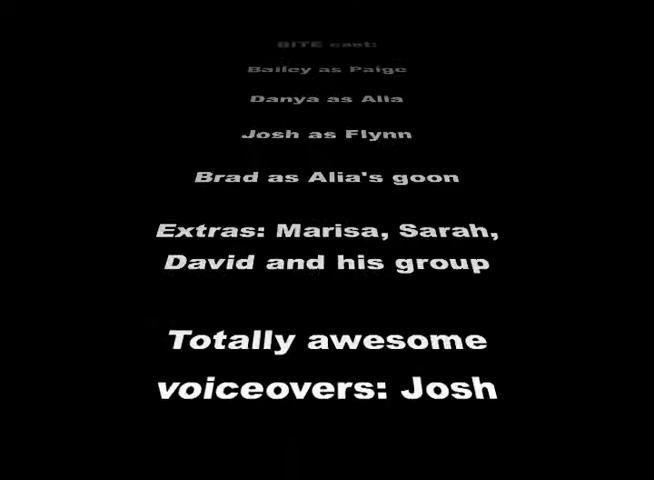 BITE cast:
Bailey as Paige
Danya as Alia
Josh as Flynn
Brad as Alia's goon
Extras: Marisa, Sarah,
David and his group
Totally awesome
voiceovers: Josh